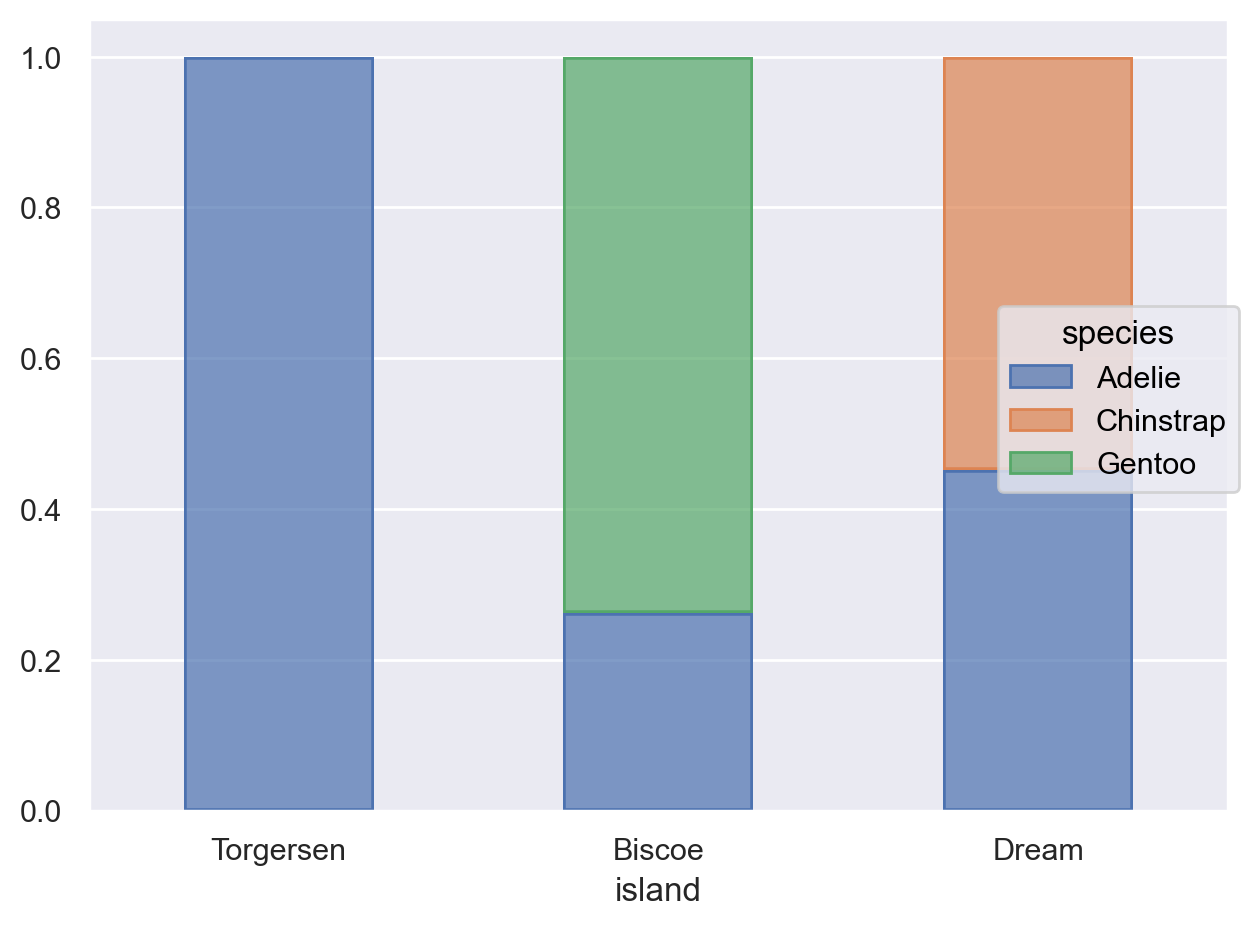 1.0
0.8
0.6
0.4
0.2
0.0
Torgersen
Biscoe
Dream
island
species
Adelie
Chinstrap
Gentoo